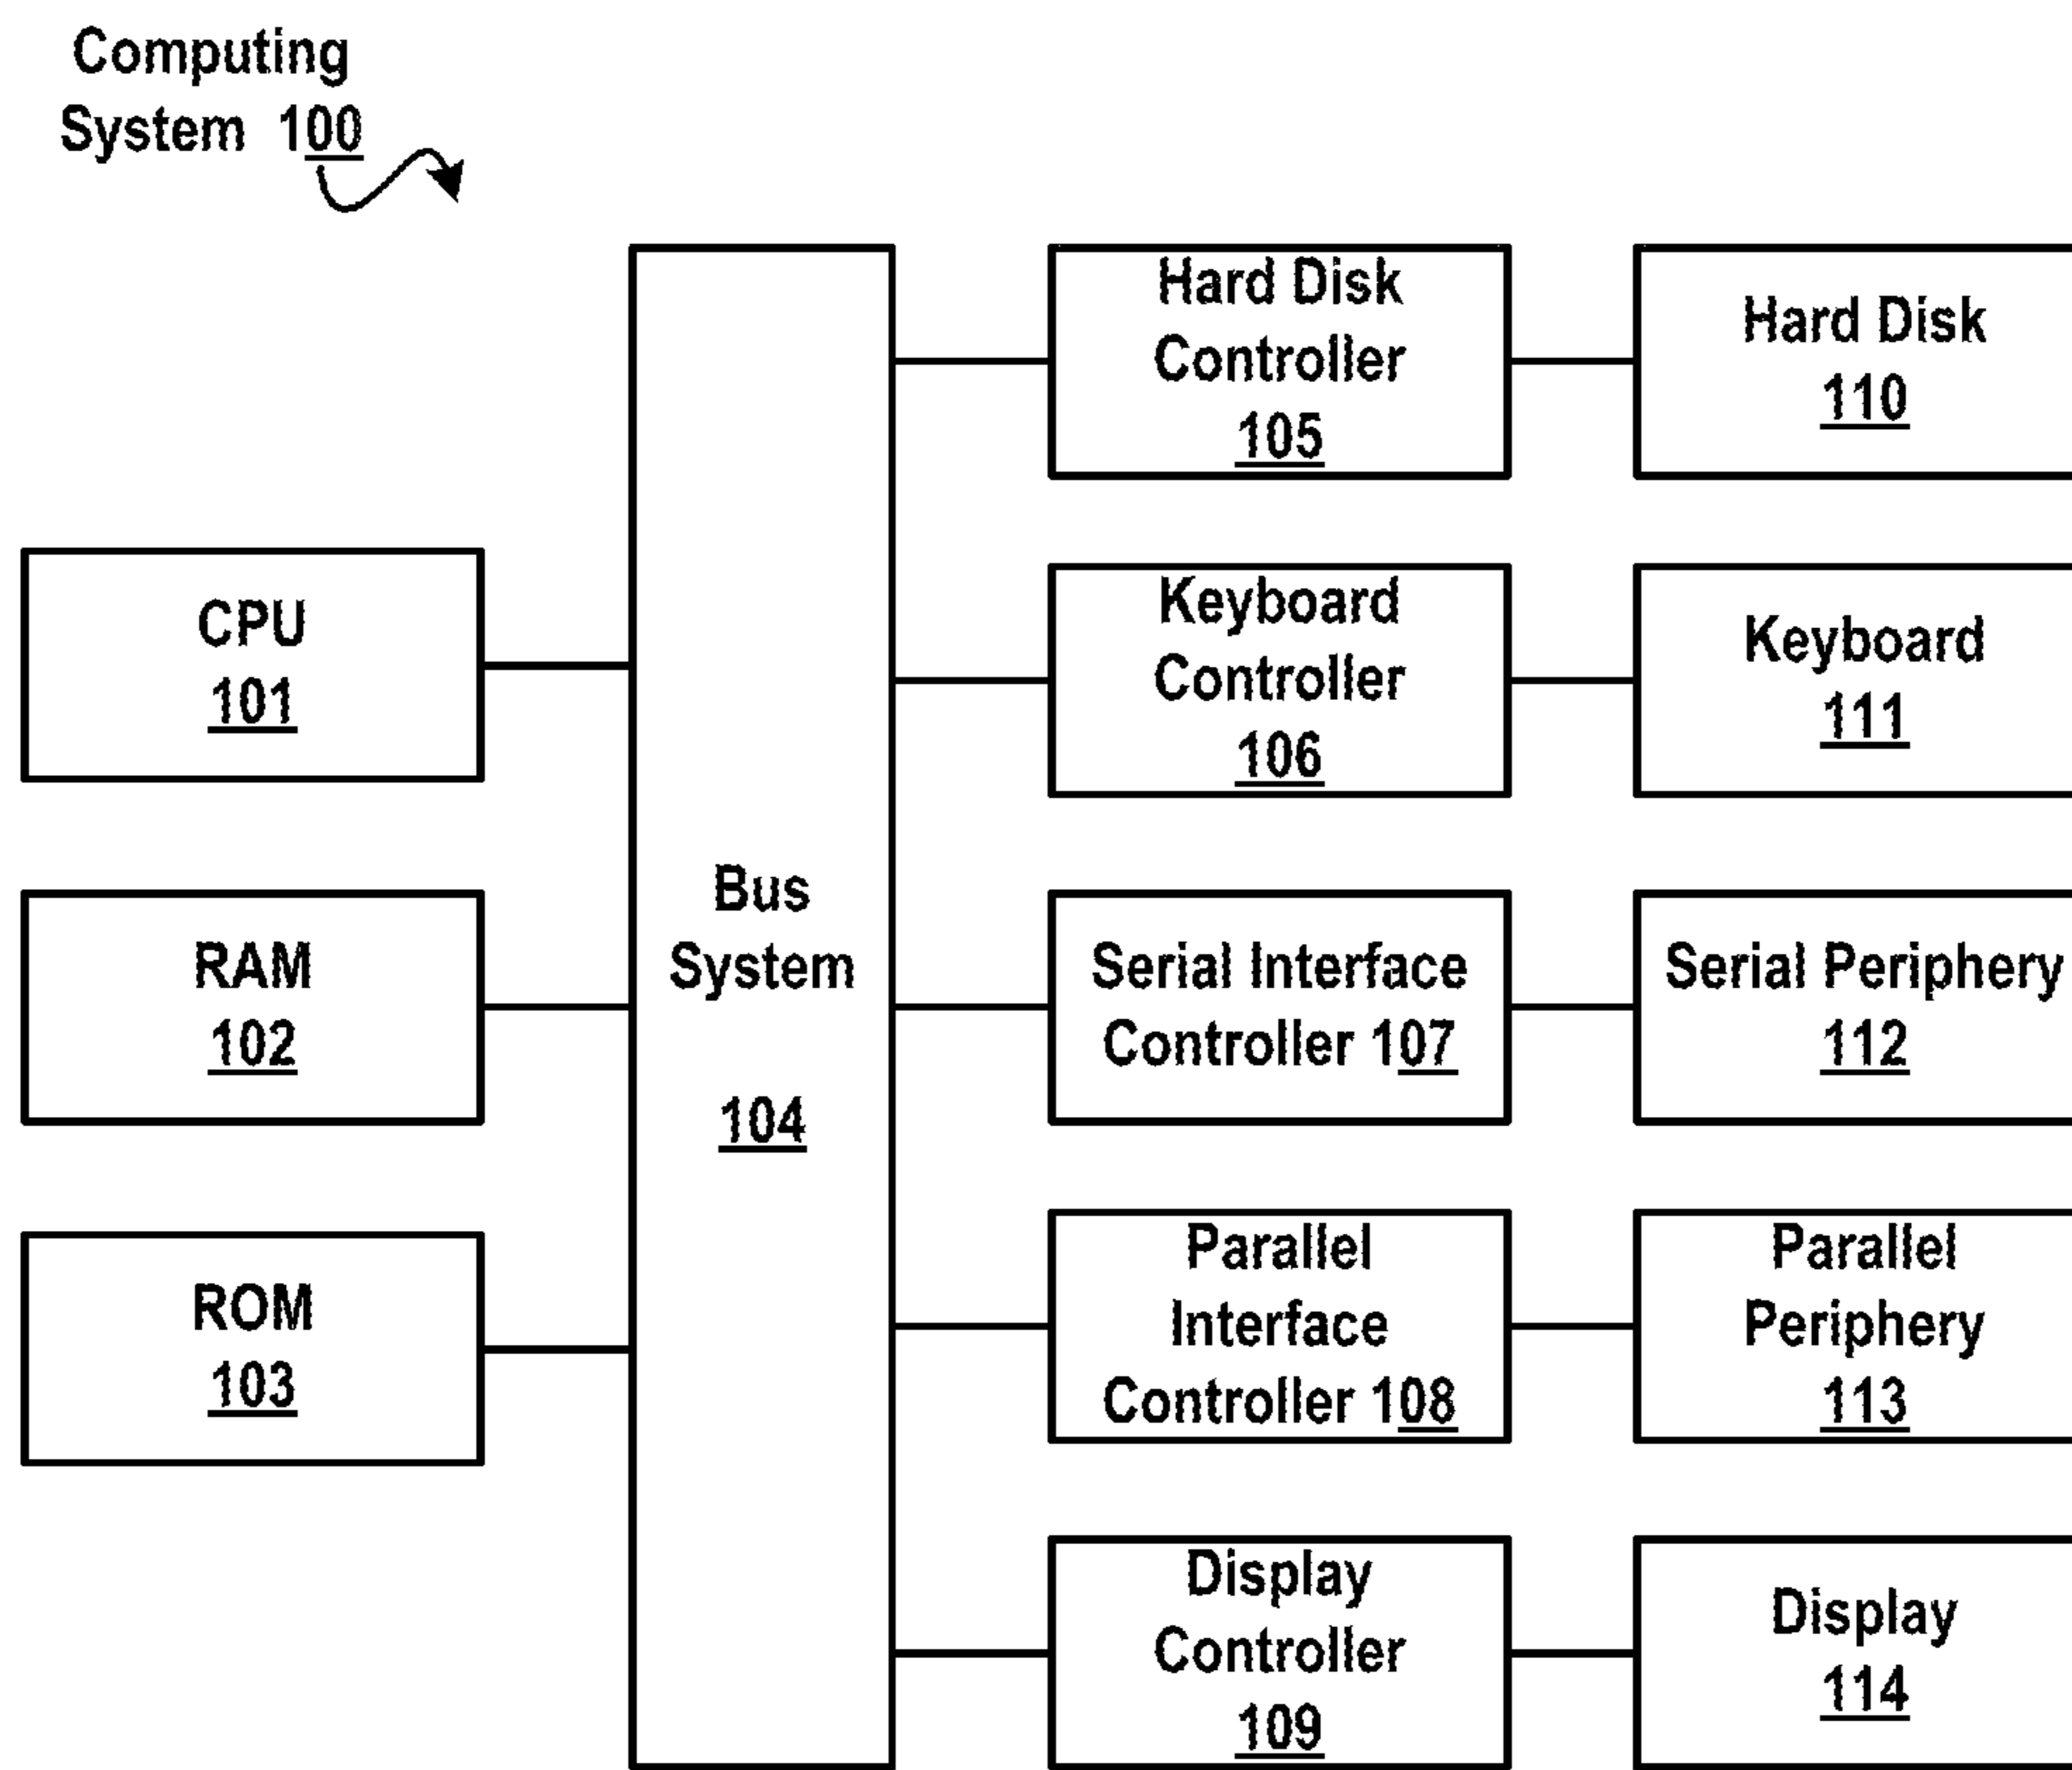 Computing
System 100
Hard Disk
Controller
105
Hard Disk
110
CPU
101
Keyboard
Controller
106
Keyboard
111
Bus
System
104
RAM
102
Serial Interface
Controller 107
Serial Periphery
112
ROM
103
Parallel
Interface
Controller 108
Parallel
Periphery
113
Display
Controller
109
Display
114